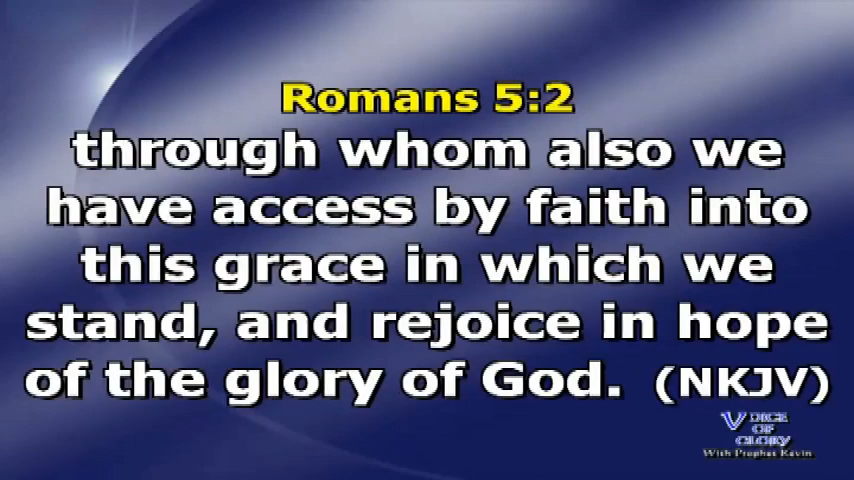 Romans 5:2
through whom also we
have access by faith into
this grace in which we
stand, and rejoice in hope
of the glory of God. (NKJV)
VOICE
OF
GLORY
With Prophet Kevin